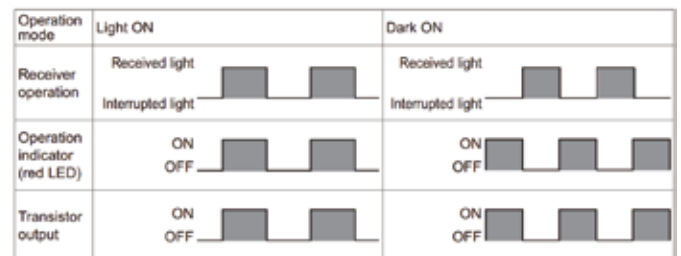 Operation mode Light ON Dark ON
Receiver operation Received light Interrupted light Received light Interrupted light
Operation indicator (red LED) ON OFF ON OFF
Transistor output ON OFF ON OFF